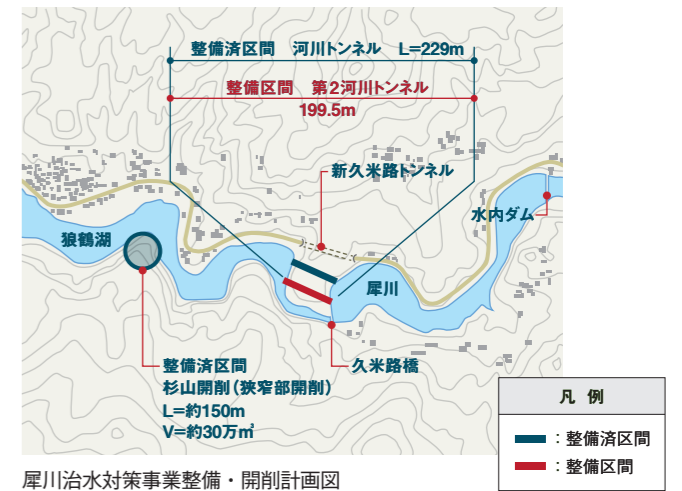 整備済区間 河川トンネル L=229m
整備区間 第2河川トンネル
199.5m
新久米路トンネル
水内ダム
狼鶴湖
犀川
整備済区間
杉山開削（狭窄部開削）
L=約150m
V=約30万㎥
久米路橋
凡 例
：整備済区間
：整備区間
犀川治水対策事業整備・開削計画図